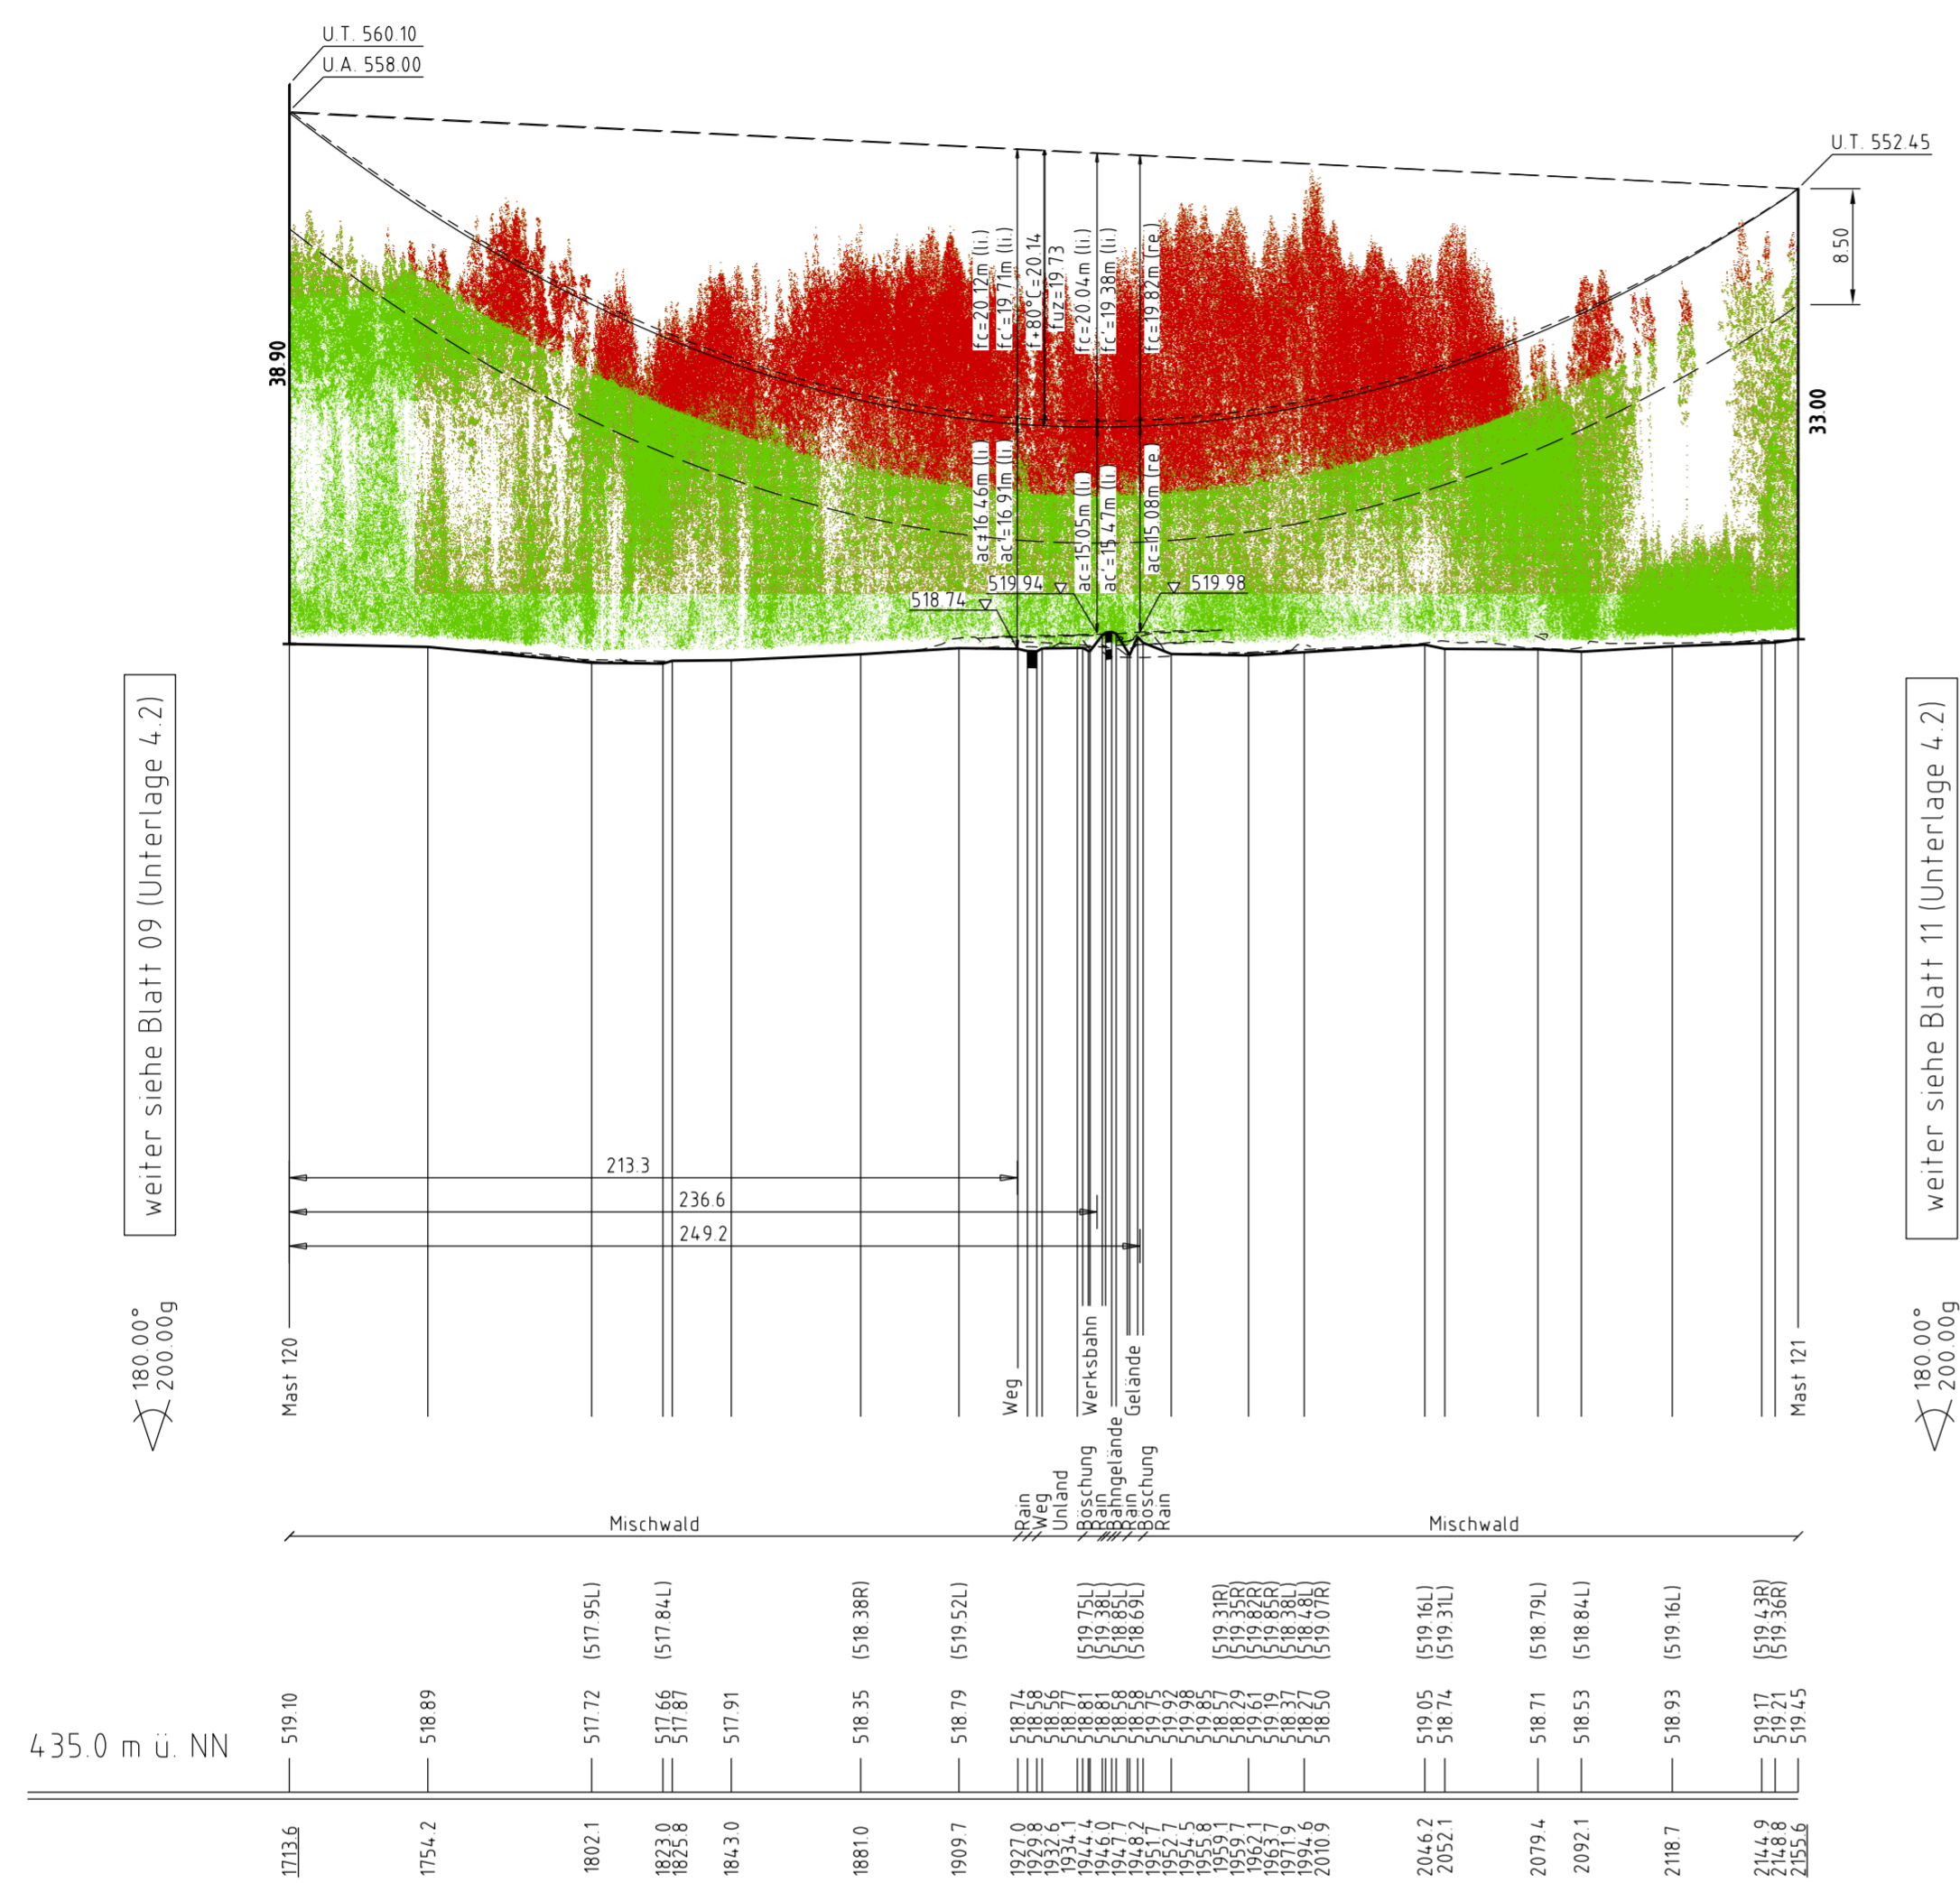 U.T. 560.10
U.A. 558.00
U.T. 552.45
8.50
38.90
33.00
fc=20.12m (li.)
fc'=19.71m (li.)
f+80°C=20.14
fuz=19.73
fc=20.04m (li.)
fc'=19.38m (li.)
fc=19.82m (re.)
ac=16.46m (li.)
ac'=16.91m (li.)
ac=15.05m (li.)
ac'=15.47m (li.)
ac=15.08m (re.)
518.74
519.94
519.98
weiter siehe Blatt 09 (Unterlage 4.2)
weiter siehe Blatt 11 (Unterlage 4.2)
213.3
236.6
249.2
180.00°
200.00g
180.00°
200.00g
Mast 120
Weg
Werksbahn
Gelände
Mast 121
Mischwald
Rain
Weg
Unland
Böschung
Rain
Bahngelände
Rain
Böschung
Rain
Mischwald
(517.95L)
(517.84L)
(518.38R)
(519.52L)
(519.75L)
(519.38L)
(518.85L)
(518.69L)
(519.31R)
(519.35R)
(519.82R)
(519.85R)
(518.38L)
(518.48L)
(519.07R)
(519.16L)
(519.31L)
(518.79L)
(518.84L)
(519.16L)
(519.43R)
(519.36R)
435.0 m ü. NN
519.10
518.89
517.72
517.66
517.87
517.91
518.35
518.79
518.74
518.58
518.56
518.77
518.81
518.81
518.58
518.58
519.75
519.92
519.98
519.85
518.57
518.29
519.61
519.19
518.37
518.27
518.50
519.05
518.74
518.71
518.53
518.93
519.17
519.21
519.45
1713.6
1754.2
1802.1
1823.0
1825.8
1843.0
1881.0
1909.7
1927.0
1929.8
1932.6
1934.1
1944.4
1946.0
1947.7
1948.2
1951.7
1952.7
1954.5
1955.8
1959.1
1959.7
1962.1
1963.7
1971.9
1994.6
2010.9
2046.2
2052.1
2079.4
2092.1
2118.7
2144.9
2148.8
2155.6